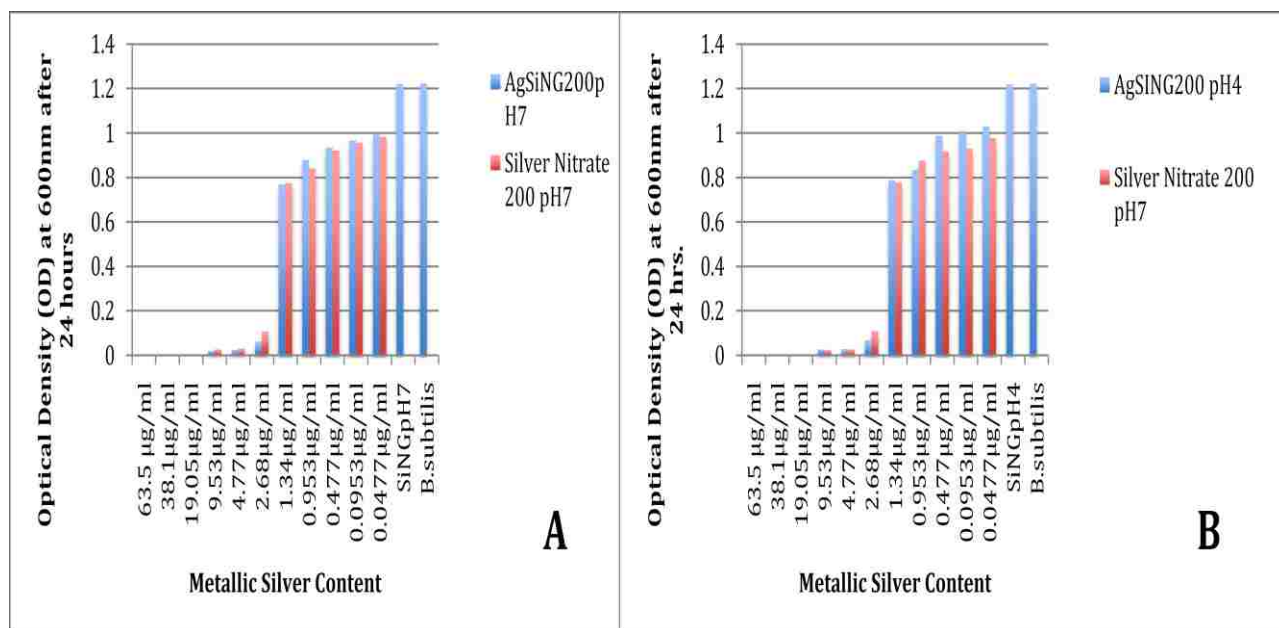 Optical Density (OD) at 600nm after
24 hours
1.4
1.2
1
0.8
0.6
0.4
0.2
0
63.5 µg/ml
38.1µg/ml
19.05µg/ml
9.53µg/ml
4.77µg/ml
2.68µg/ml
1.34µg/ml
0.953µg/ml
0.477µg/ml
0.0953µg/ml
0.0477µg/ml
SiNGpH7
B.subtilis
Metallic Silver Content
AgSiNG200p
H7
Silver Nitrate
200 pH7
A
Optical Density (OD) at 600nm after
24 hrs.
1.4
1.2
1
0.8
0.6
0.4
0.2
0
63.5 µg/ml
38.1µg/ml
19.05µg/ml
9.53µg/ml
4.77µg/ml
2.68µg/ml
1.34µg/ml
0.953µg/ml
0.477µg/ml
0.0953µg/ml
0.0477µg/ml
SiNGpH4
B.subtilis
Metallic Silver Content
AgSING200 pH4
Silver Nitrate 200
pH7
B